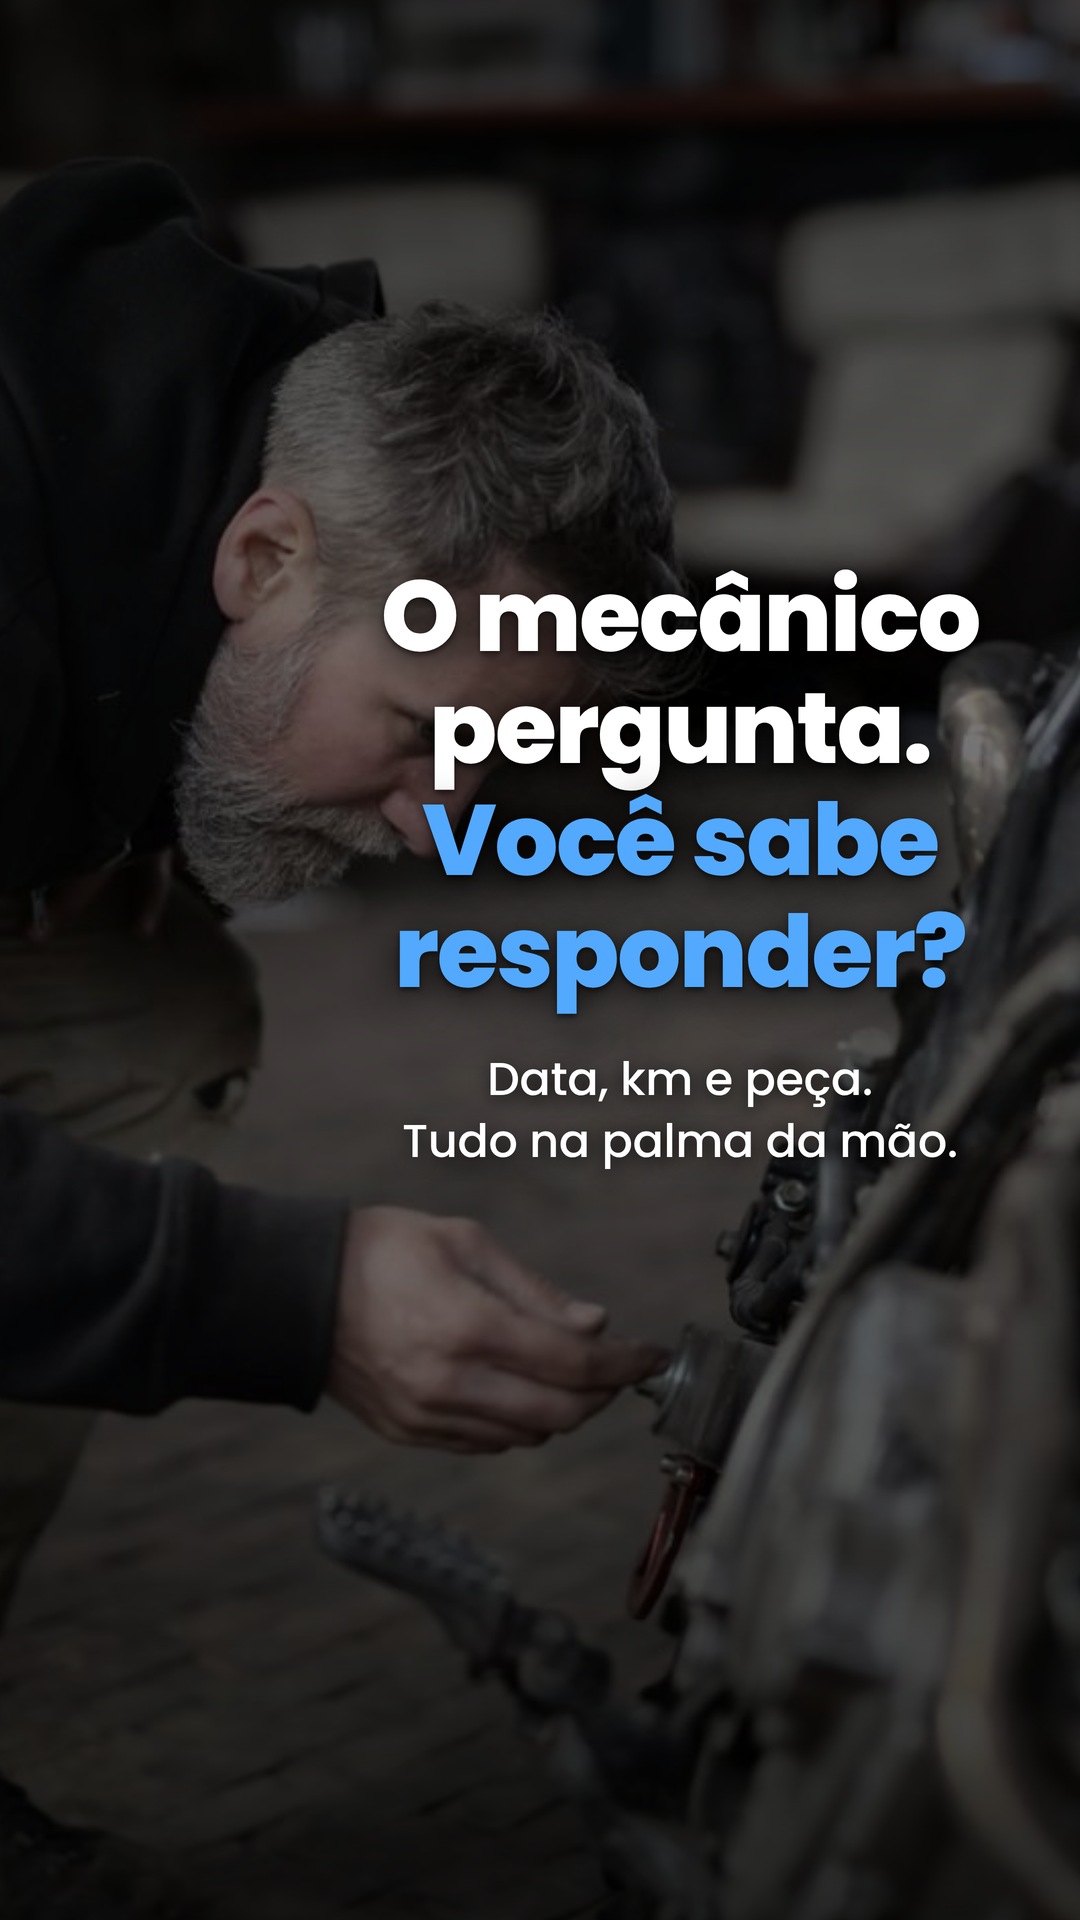 O mecânico
pergunta.
Você sabe
responder?
Data, km e peça.
Tudo na palma da mão.